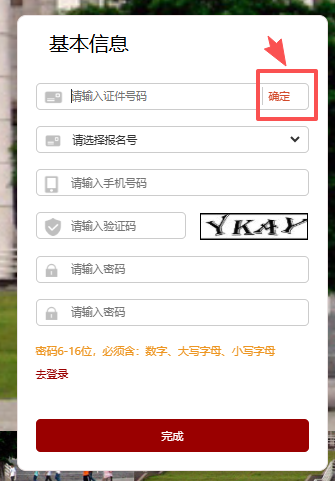 基本信息
请输入证件号码 确定
请选择报名号
请输入手机号码
请输入验证码 YKAY
请输入密码
请输入密码
密码6-16位，必须含：数字、大写字母、小写字母
去登录
完成